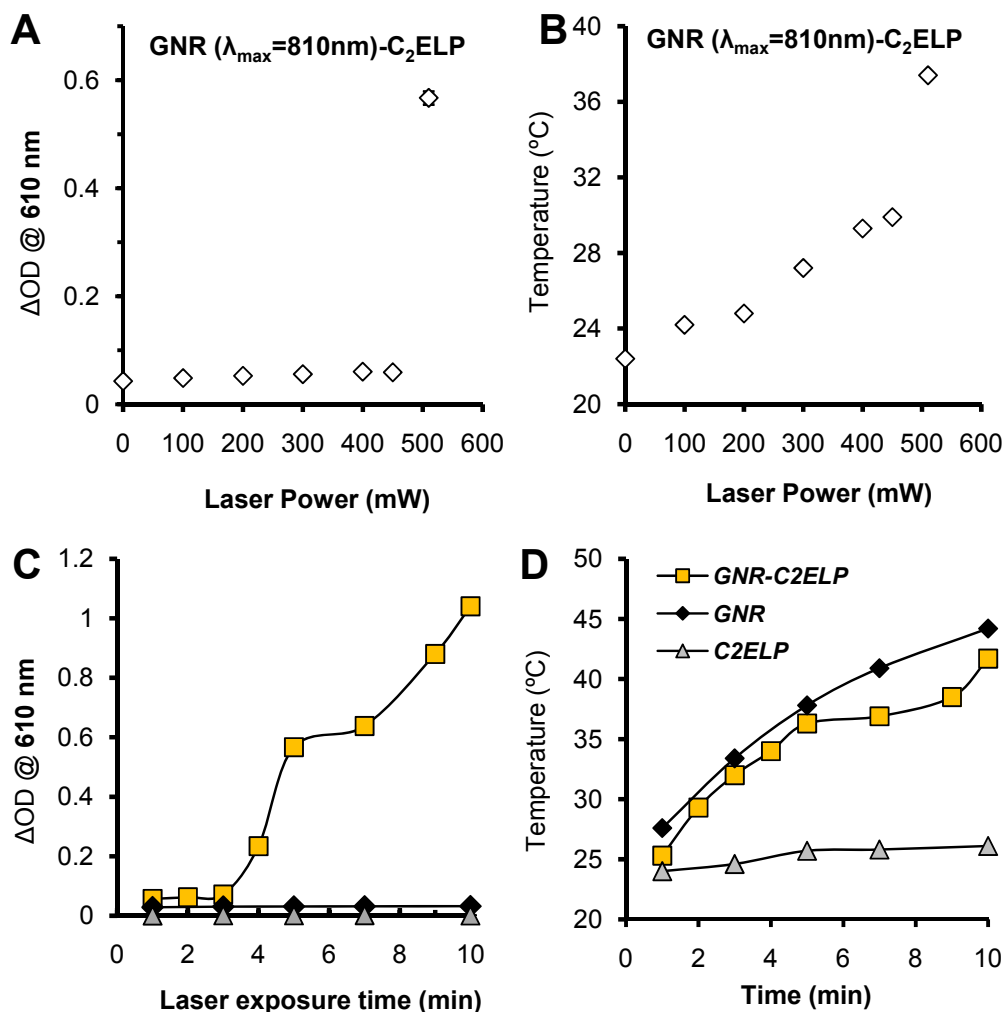 A
GNR (λmax=810nm)-C2ELP
0.6
0.4
0.2
0
ΔOD @ 610 nm
0 100 200 300 400 500 600
Laser Power (mW)
B
GNR (λmax=810nm)-C2ELP
40
36
32
28
24
20
Temperature (ºC)
0 100 200 300 400 500 600
Laser Power (mW)
C
1.2
1
0.8
0.6
0.4
0.2
0
ΔOD @ 610 nm
0 2 4 6 8 10
Laser exposure time (min)
D
50
45
40
35
30
25
20
Temperature (ºC)
GNR-C2ELP
GNR
C2ELP
0 2 4 6 8 10
Time (min)